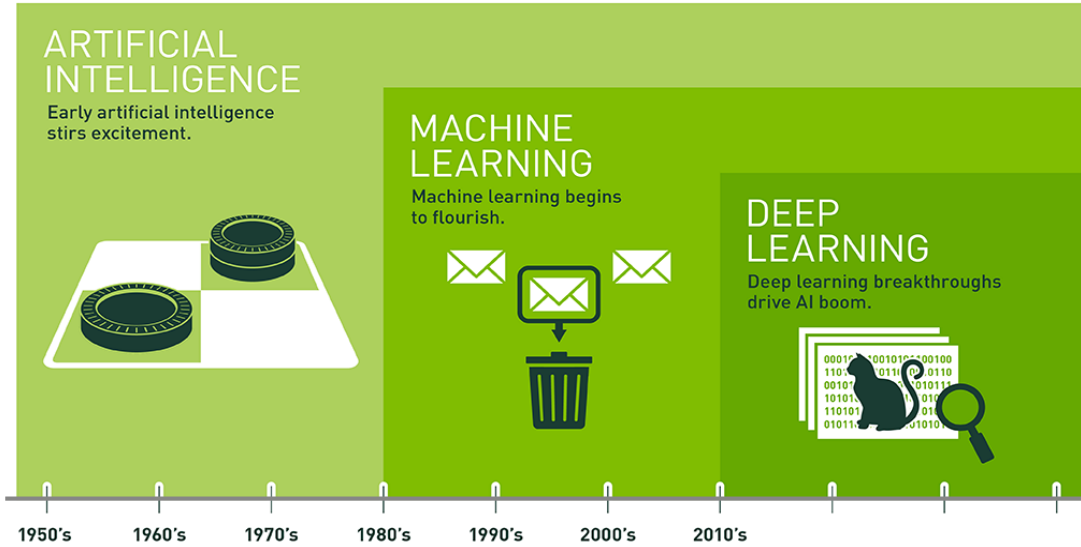 ARTIFICIAL
INTELLIGENCE
Early artificial intelligence
stirs excitement.
MACHINE
LEARNING
Machine learning begins
to flourish.
DEEP
LEARNING
Deep learning breakthroughs
drive AI boom.
1950's
1960's
1970's
1980's
1990's
2000's
2010's